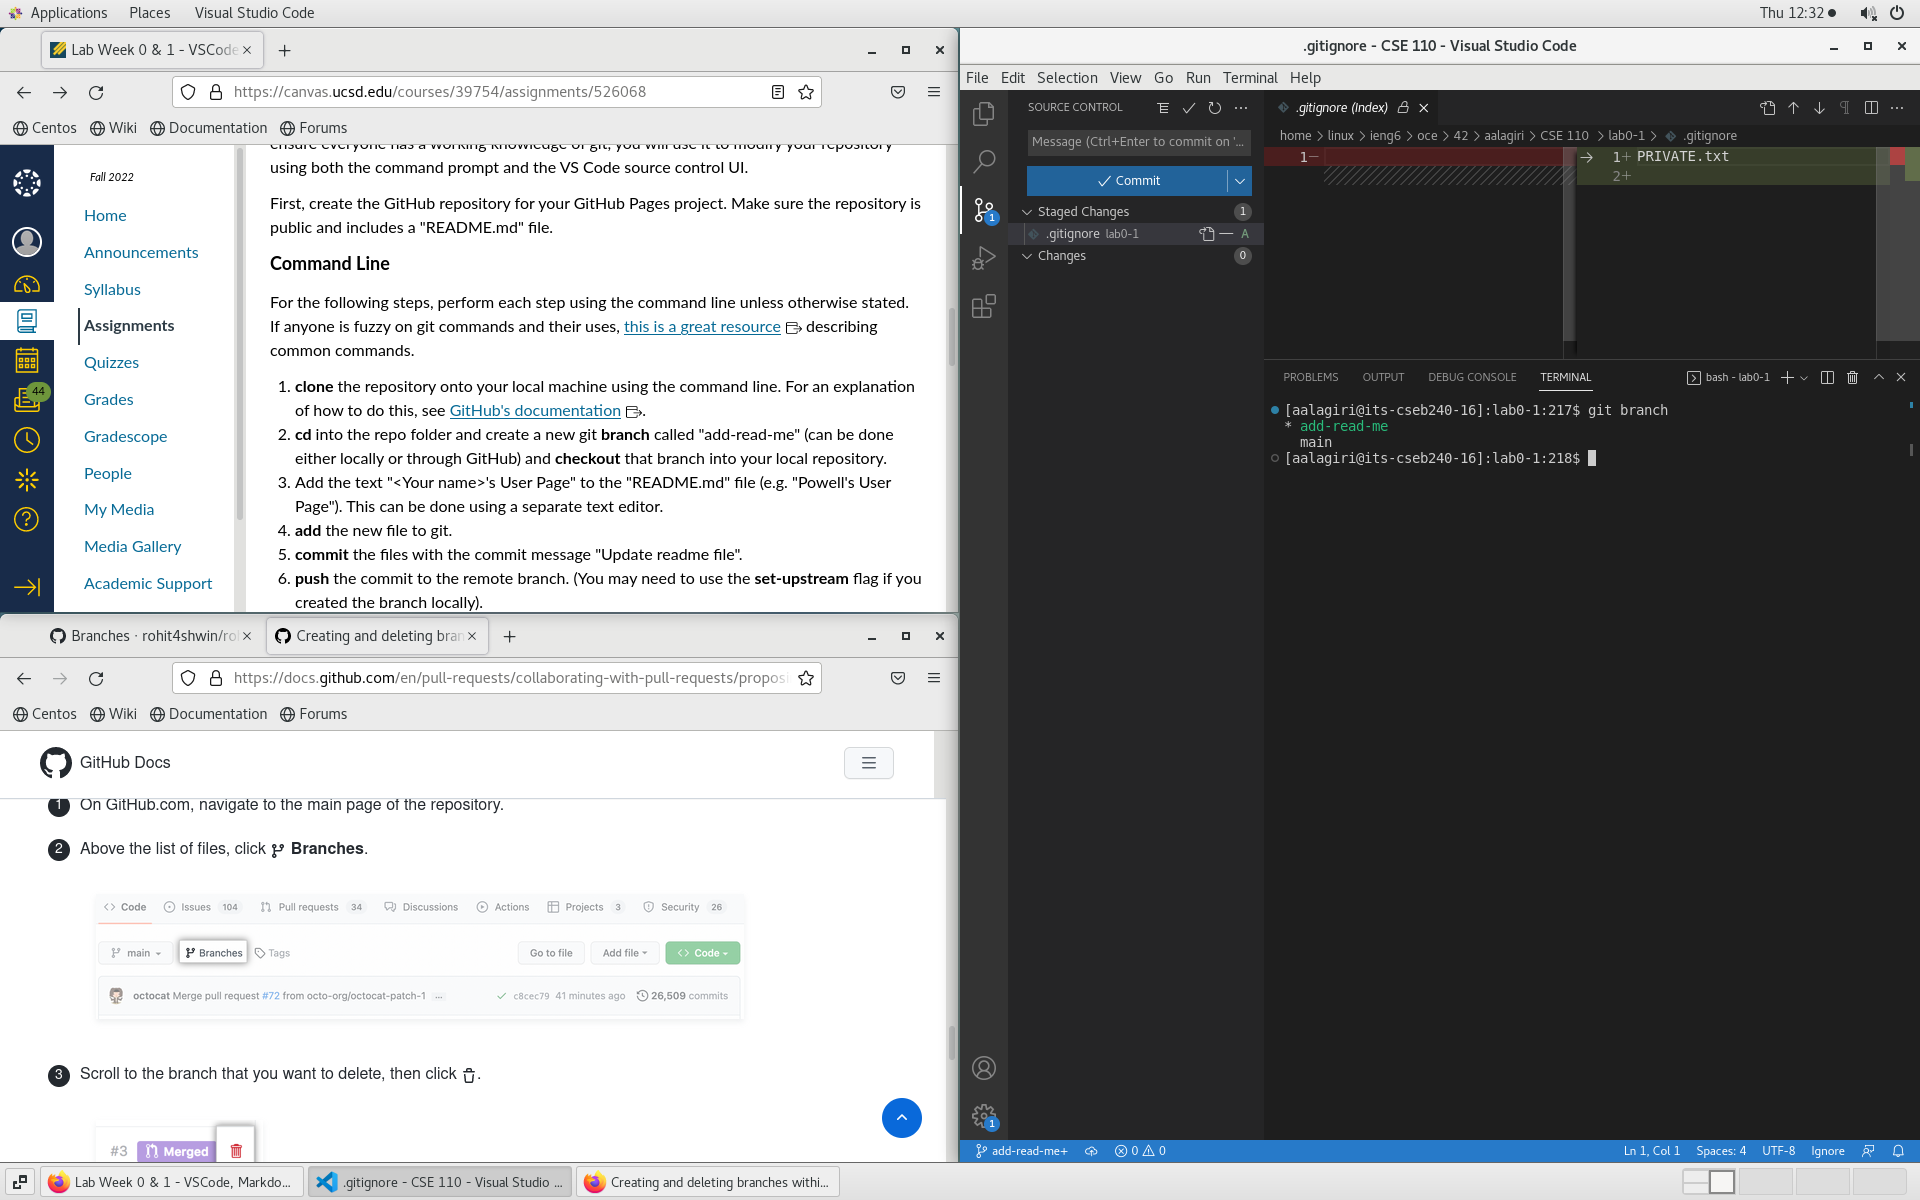 Applications Places Visual Studio Code Thu 12:32
Lab Week 0 & 1 - VSCode
https://canvas.ucsd.edu/courses/39754/assignments/526068
Centos Wiki Documentation Forums
Fall 2022
Home
Announcements
Syllabus
Assignments
Quizzes
Grades
Gradescope
People
My Media
Media Gallery
Academic Support
44
ensure everyone has a working knowledge of git, you will use it to modify your repository
using both the command prompt and the VS Code source control UI.
First, create the GitHub repository for your GitHub Pages project. Make sure the repository is
public and includes a "README.md" file.
Command Line
For the following steps, perform each step using the command line unless otherwise stated.
If anyone is fuzzy on git commands and their uses, this is a great resource describing
common commands.
1. clone the repository onto your local machine using the command line. For an explanation
of how to do this, see GitHub's documentation .
2. cd into the repo folder and create a new git branch called "add-read-me" (can be done
either locally or through GitHub) and checkout that branch into your local repository.
3. Add the text "<Your name>'s User Page" to the "README.md" file (e.g. "Powell's User
Page"). This can be done using a separate text editor.
4. add the new file to git.
5. commit the files with the commit message "Update readme file".
6. push the commit to the remote branch. (You may need to use the set-upstream flag if you
created the branch locally).
Branches · rohit4shwin/ro
Creating and deleting bran
https://docs.github.com/en/pull-requests/collaborating-with-pull-requests/proposi
Centos Wiki Documentation Forums
GitHub Docs
1 On GitHub.com, navigate to the main page of the repository.
2 Above the list of files, click Branches.
Code Issues 104 Pull requests 34 Discussions Actions Projects 3 Security 26
main Branches Tags Go to file Add file Code
octocat Merge pull request #72 from octo-org/octocat-patch-1 ... c8cec79 41 minutes ago 26,509 commits
3 Scroll to the branch that you want to delete, then click .
#3 Merged
.gitignore - CSE 110 - Visual Studio Code
File Edit Selection View Go Run Terminal Help
SOURCE CONTROL
Message (Ctrl+Enter to commit on '...
Commit
Staged Changes 1
.gitignore lab0-1 A
Changes 0
1
1
.gitignore (Index)
home > linux > ieng6 > oce > 42 > aalagiri > CSE 110 > lab0-1 > .gitignore
1− 1+ PRIVATE.txt
2+
PROBLEMS OUTPUT DEBUG CONSOLE TERMINAL bash - lab0-1
[aalagiri@its-cseb240-16]:lab0-1:217$ git branch
* add-read-me
main
[aalagiri@its-cseb240-16]:lab0-1:218$
add-read-me+ 0 0 Ln 1, Col 1 Spaces: 4 UTF-8 Ignore
Lab Week 0 & 1 - VSCode, Markdo... .gitignore - CSE 110 - Visual Studio ... Creating and deleting branches withi...